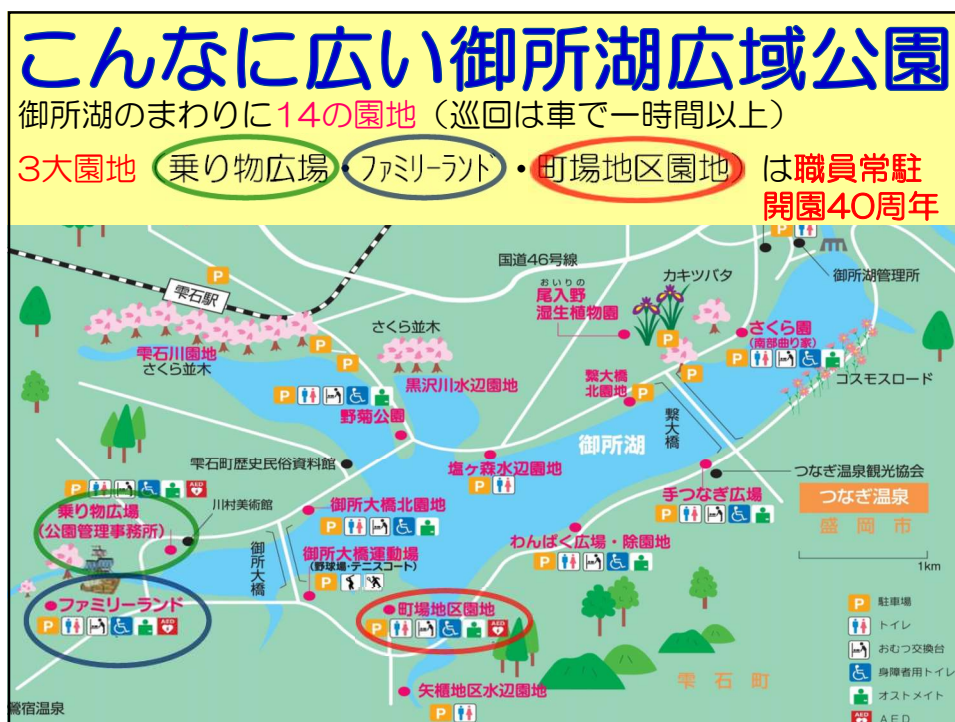 こんなに広い御所湖広域公園
御所湖のまわりに14の園地（巡回は車で一時間以上）
3大園地（乗り物広場・ファミリーランド・町場地区園地）は職員常駐
開園40周年
国道46号線
カキツバタ
御所湖管理所
P
雫石駅
おいりの
尾入野
湿生植物園
さくら園
(南部曲り家)
さくら並木
雫石川園地
さくら並木
黒沢川水辺園地
コスモスロード
繋大橋
北園地
野菊公園
繋大橋
御所湖
雫石町歴史民俗資料館
塩ヶ森水辺園地
つなぎ温泉観光協会
手つなぎ広場
つなぎ温泉
盛岡市
乗り物広場
(公園管理事務所)
川村美術館
御所大橋北園地
わんぱく広場・除園地
御所大橋
御所大橋運動場
(野球場・テニスコート)
1km
ファミリーランド
町場地区園地
矢櫃地区水辺園地
雫石町
鶯宿温泉
P 駐車場
トイレ
おむつ交換台
身障者用トイレ
オストメイト
AED AED